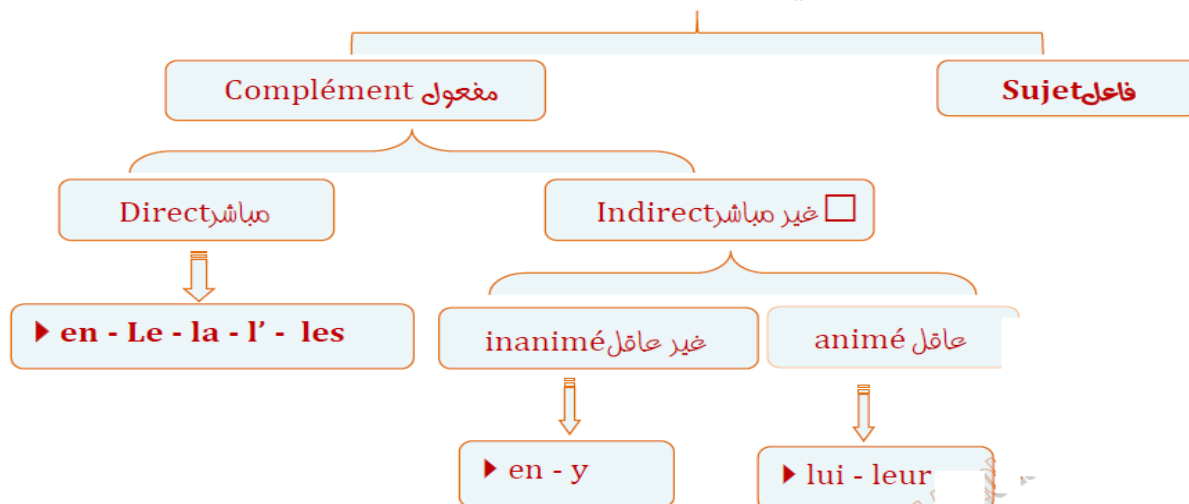 Complément مفعول
Sujet فاعل
Direct مباشر
Indirect غير مباشر
en - Le - la - l’ - les
inanimé غير عاقل
animé عاقل
en - y
lui - leur